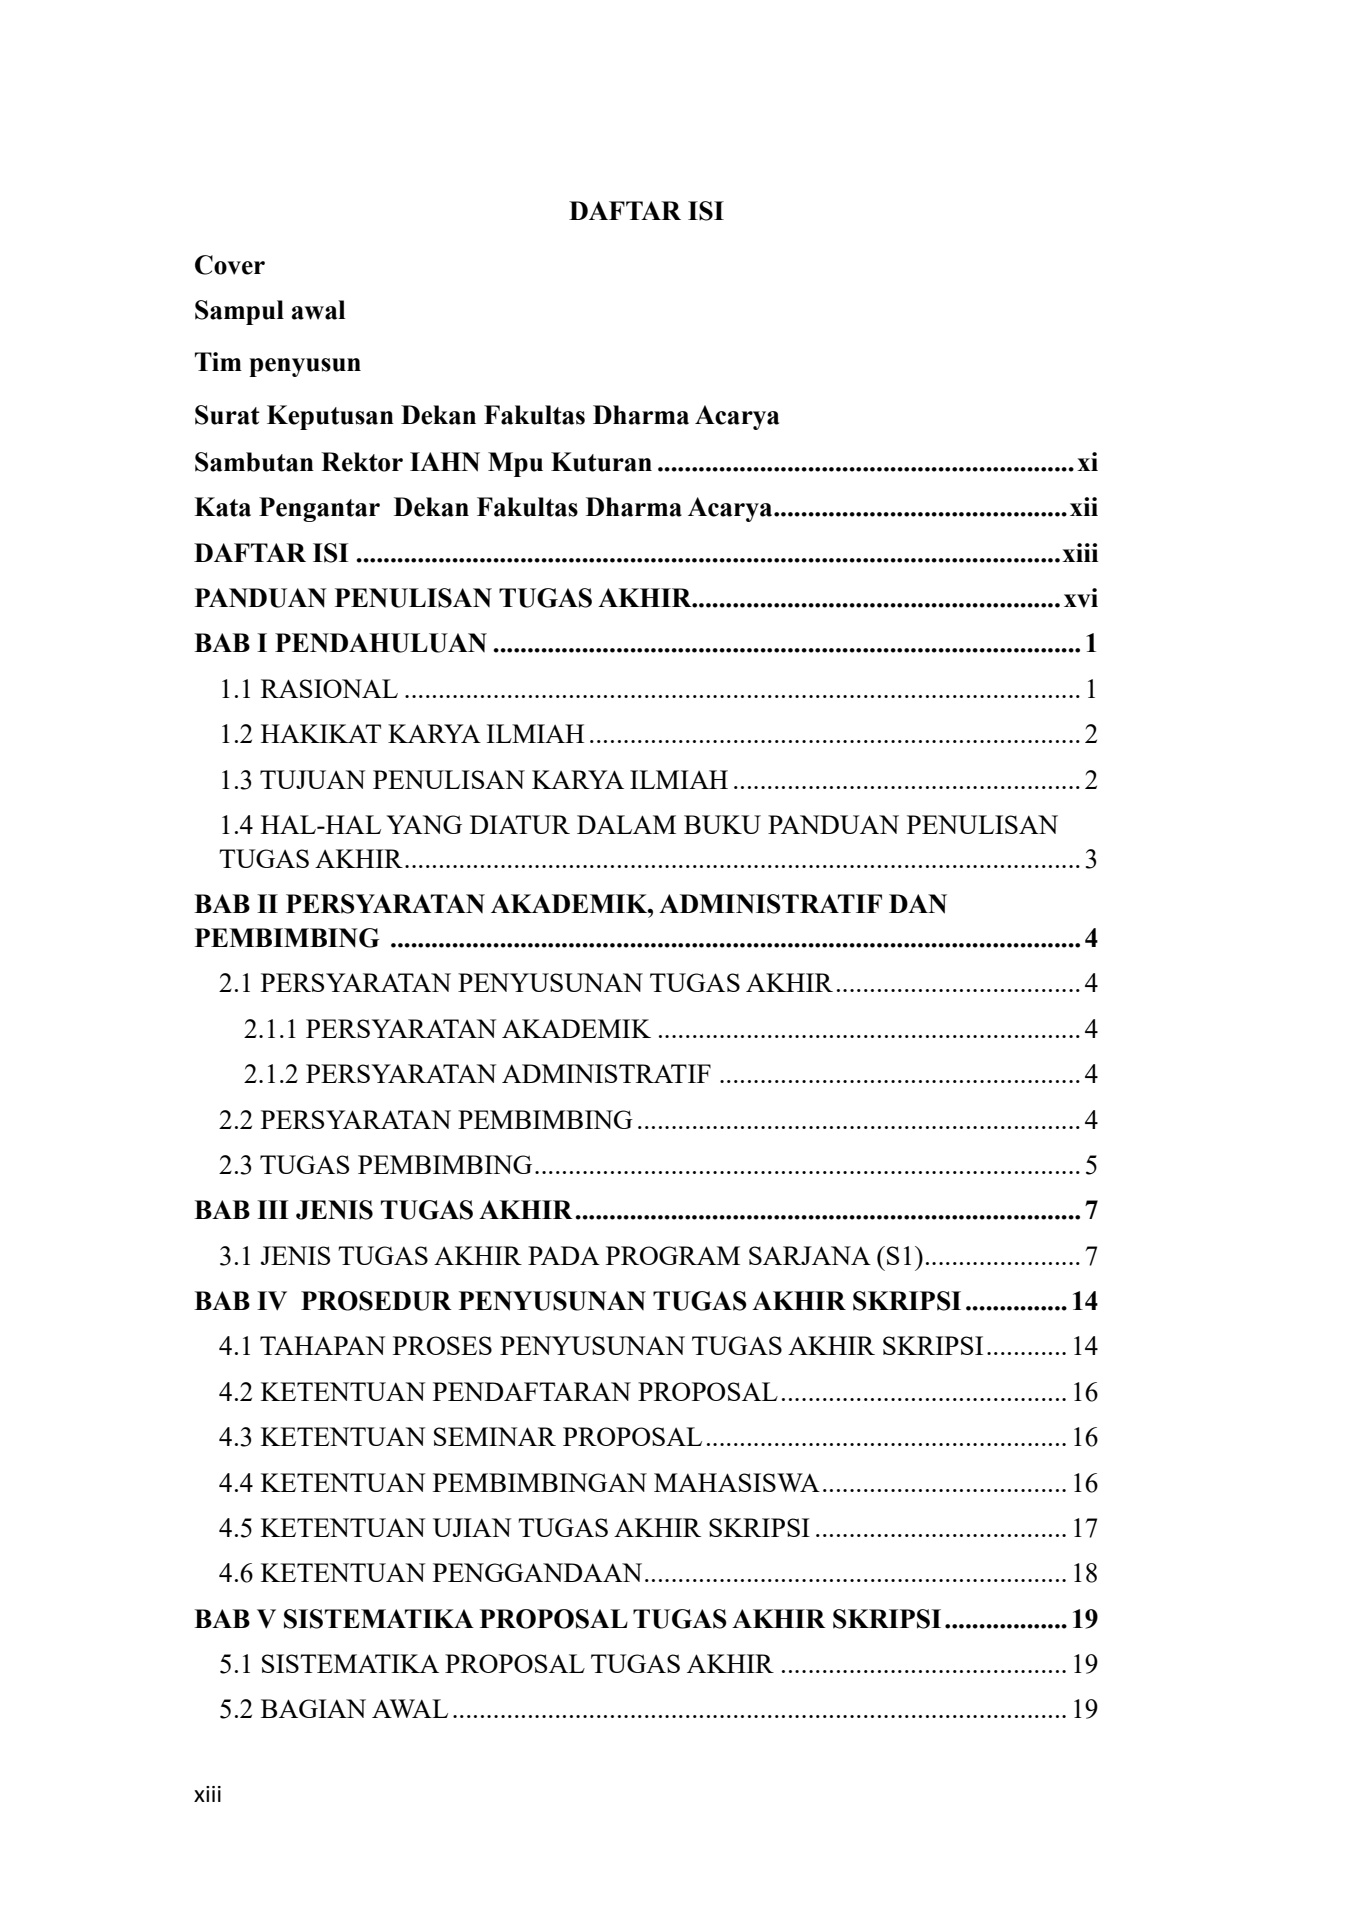 DAFTAR ISI
Cover
Sampul awal
Tim penyusun
Surat Keputusan Dekan Fakultas Dharma Acarya
Sambutan Rektor IAHN Mpu Kuturan ............................................................. xi
Kata Pengantar  Dekan Fakultas Dharma Acarya........................................... xii
DAFTAR ISI ....................................................................................................... xiii
PANDUAN PENULISAN TUGAS AKHIR...................................................... xvi
BAB I PENDAHULUAN ...................................................................................... 1
1.1 RASIONAL ................................................................................................... 1
1.2 HAKIKAT KARYA ILMIAH ........................................................................ 2
1.3 TUJUAN PENULISAN KARYA ILMIAH ................................................... 2
1.4 HAL-HAL YANG DIATUR DALAM BUKU PANDUAN PENULISAN
TUGAS AKHIR................................................................................................... 3
BAB II PERSYARATAN AKADEMIK, ADMINISTRATIF DAN
PEMBIMBING ..................................................................................................... 4
2.1 PERSYARATAN PENYUSUNAN TUGAS AKHIR.................................... 4
2.1.1 PERSYARATAN AKADEMIK .............................................................. 4
2.1.2 PERSYARATAN ADMINISTRATIF ..................................................... 4
2.2 PERSYARATAN PEMBIMBING ................................................................. 4
2.3 TUGAS PEMBIMBING................................................................................ 5
BAB III JENIS TUGAS AKHIR.......................................................................... 7
3.1 JENIS TUGAS AKHIR PADA PROGRAM SARJANA (S1)....................... 7
BAB IV  PROSEDUR PENYUSUNAN TUGAS AKHIR SKRIPSI ............... 14
4.1 TAHAPAN PROSES PENYUSUNAN TUGAS AKHIR SKRIPSI............ 14
4.2 KETENTUAN PENDAFTARAN PROPOSAL.......................................... 16
4.3 KETENTUAN SEMINAR PROPOSAL..................................................... 16
4.4 KETENTUAN PEMBIMBINGAN MAHASISWA.................................... 16
4.5 KETENTUAN UJIAN TUGAS AKHIR SKRIPSI ..................................... 17
4.6 KETENTUAN PENGGANDAAN.............................................................. 18
BAB V SISTEMATIKA PROPOSAL TUGAS AKHIR SKRIPSI.................. 19
5.1 SISTEMATIKA PROPOSAL TUGAS AKHIR .......................................... 19
5.2 BAGIAN AWAL.......................................................................................... 19
xiii